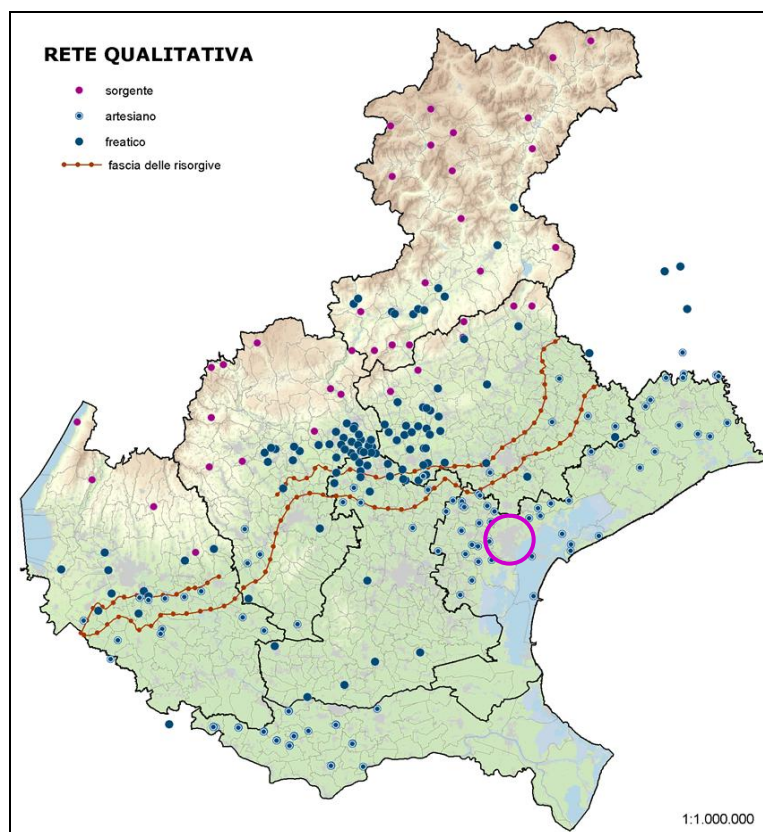 RETE QUALITATIVA
sorgente
artesiano
freatico
fascia delle risorgive
1:1.000.000